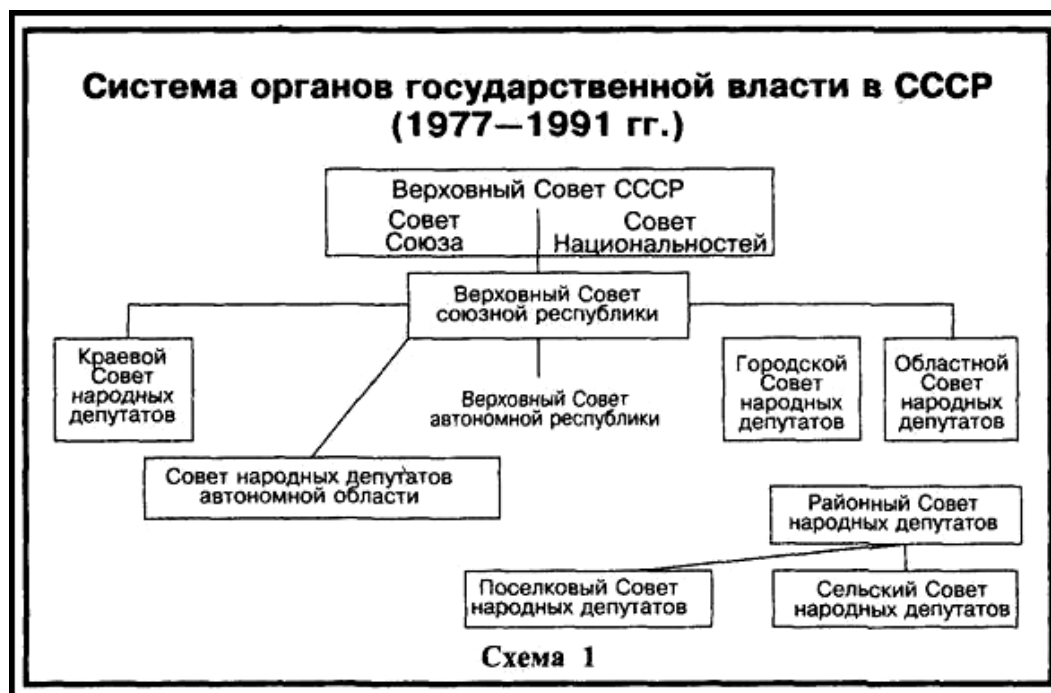 Система органов государственной власти в СССР
(1977—1991 гг.)
Верховный Совет СССР
Совет
Союза
Совет
Национальностей
Верховный Совет
союзной республики
Краевой
Совет
народных
депутатов
Верховный Совет
автономной республики
Городской
Совет
народных
депутатов
Областной
Совет
народных
депутатов
Совет народных депутатов
автономной области
Районный Совет
народных депутатов
Поселковый Совет
народных депутатов
Сельский Совет
народных депутатов
Схема 1